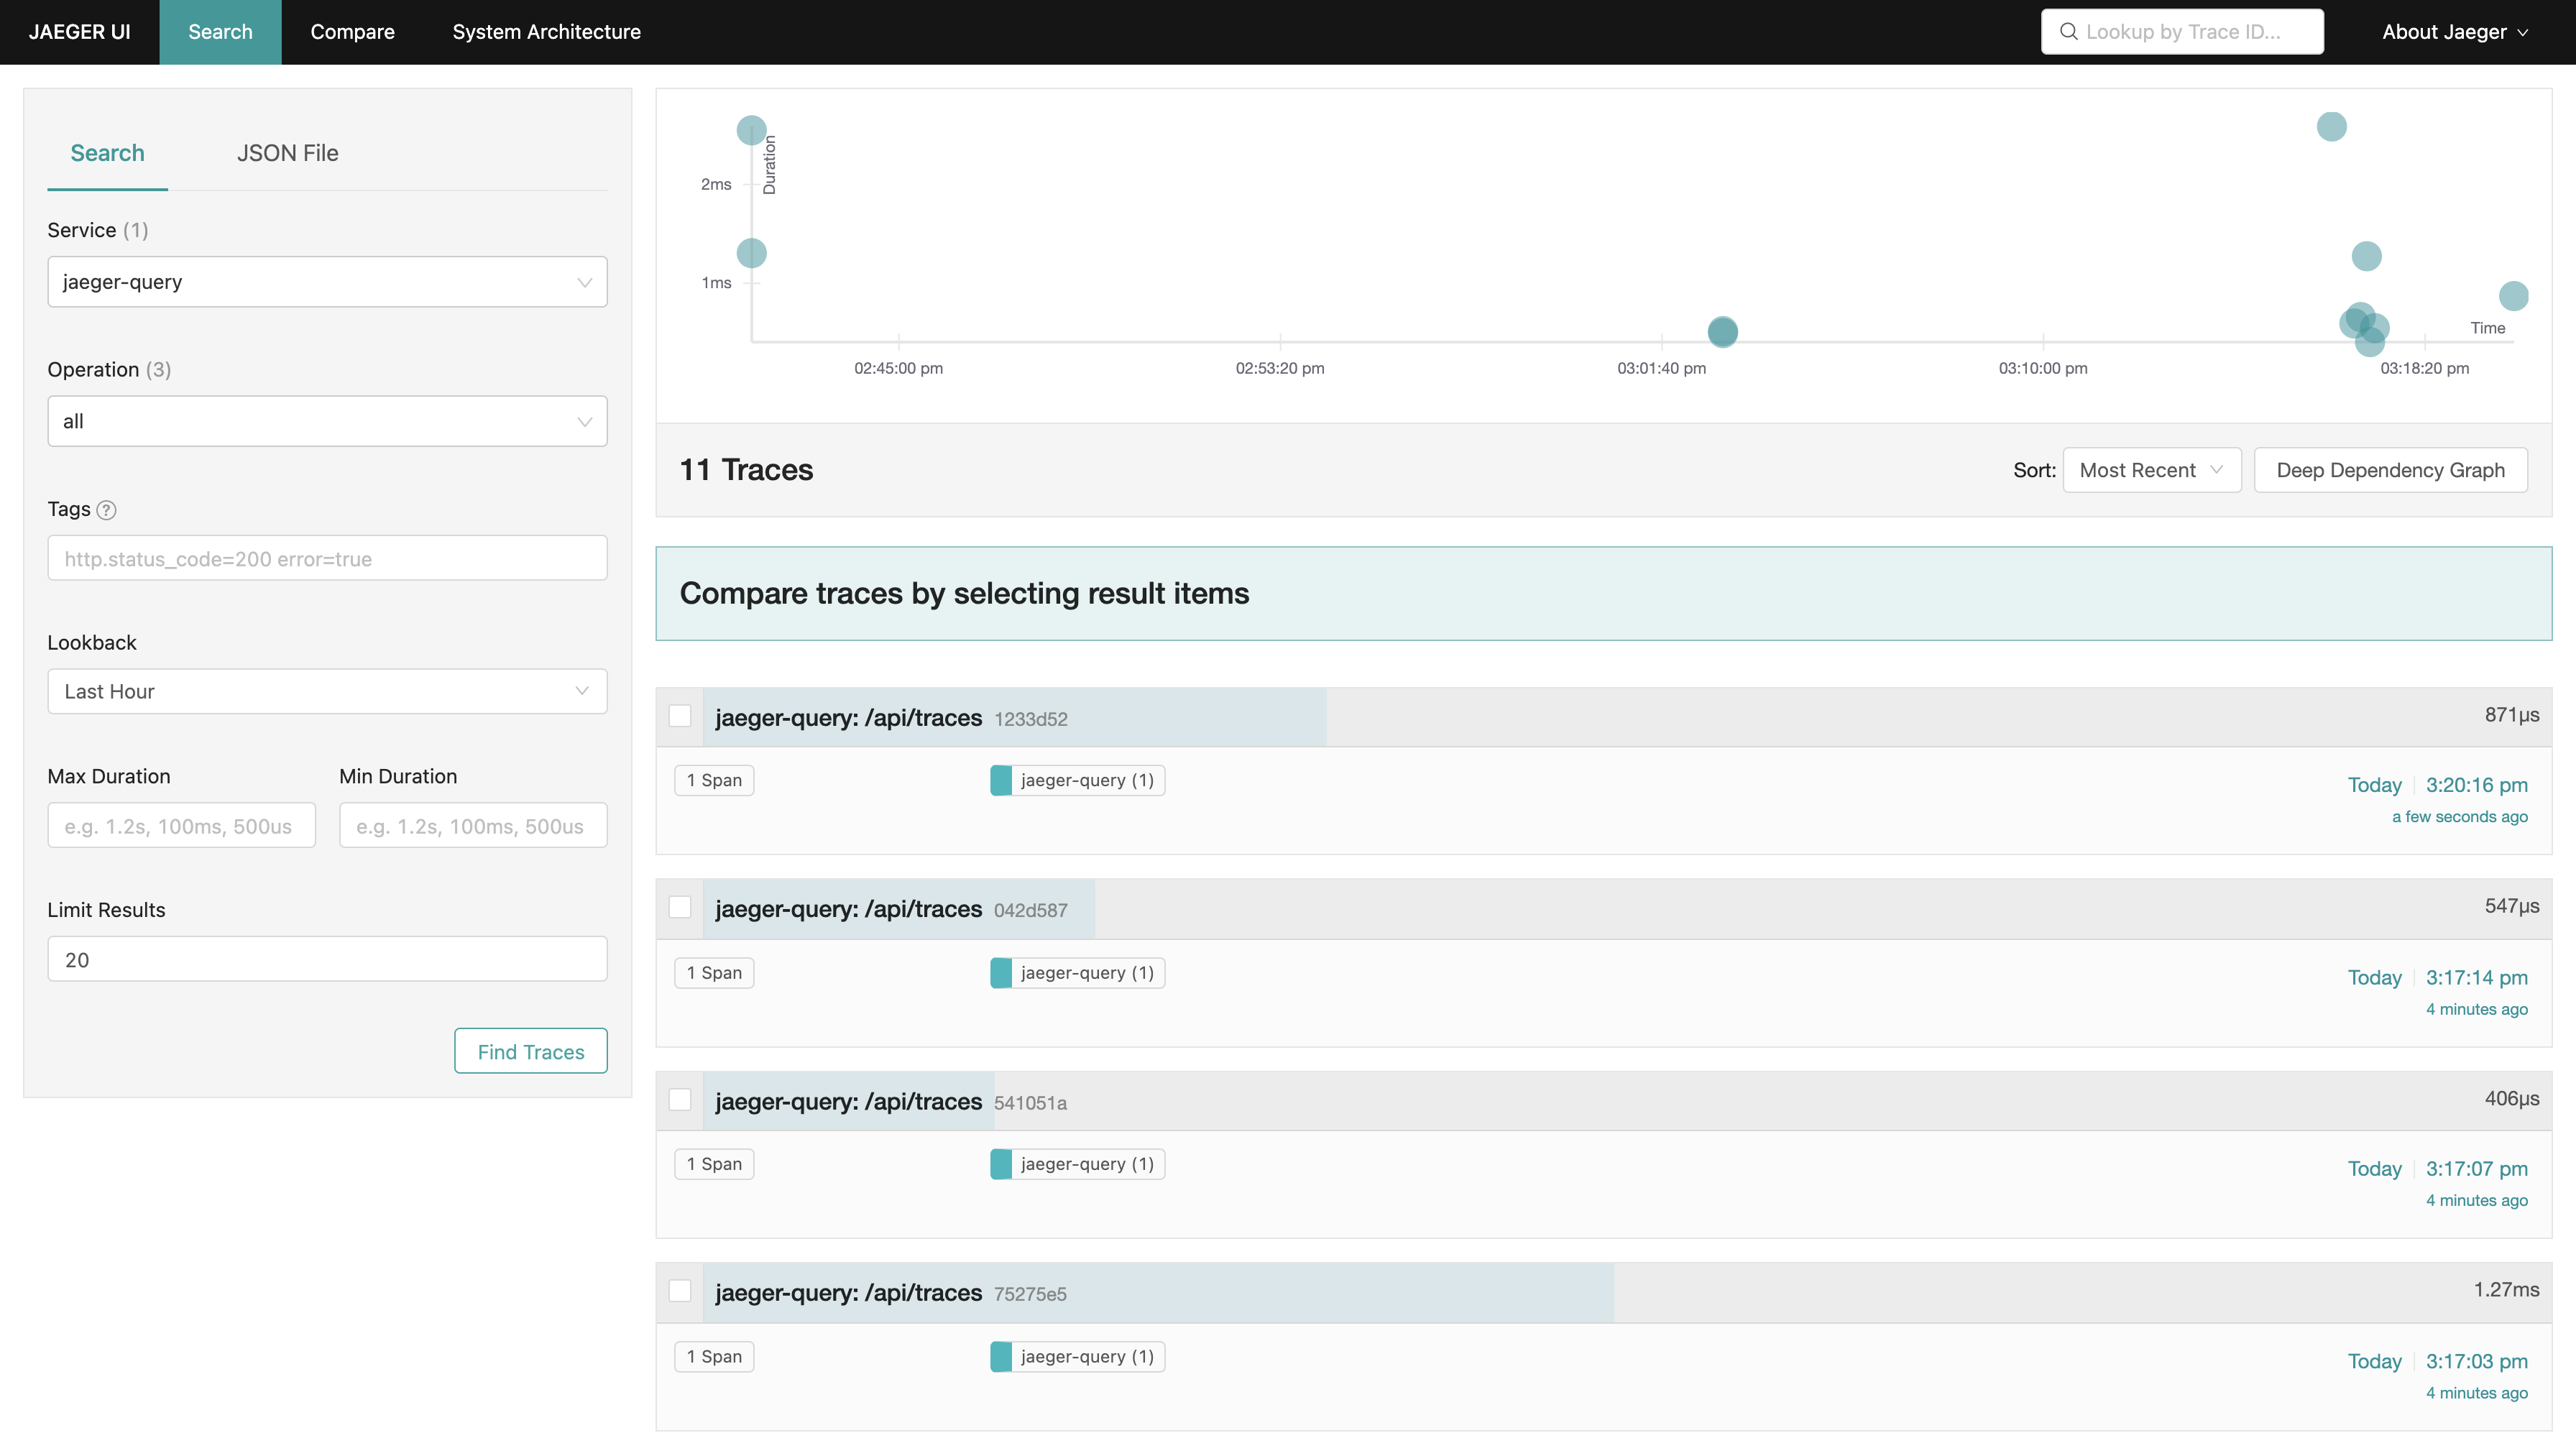 JAEGER UI Search Compare System Architecture Lookup by Trace ID... About Jaeger
Search JSON File
Service (1)
jaeger-query
Operation (3)
all
Tags ?
http.status_code=200 error=true
Lookback
Last Hour
Max Duration Min Duration
e.g. 1.2s, 100ms, 500us e.g. 1.2s, 100ms, 500us
Limit Results
20
Find Traces
Duration
2ms
1ms
Time
02:45:00 pm 02:53:20 pm 03:01:40 pm 03:10:00 pm 03:18:20 pm
11 Traces Sort: Most Recent Deep Dependency Graph
Compare traces by selecting result items
jaeger-query: /api/traces 1233d52 871μs
1 Span jaeger-query (1) Today 3:20:16 pm
a few seconds ago
jaeger-query: /api/traces 042d587 547μs
1 Span jaeger-query (1) Today 3:17:14 pm
4 minutes ago
jaeger-query: /api/traces 541051a 406μs
1 Span jaeger-query (1) Today 3:17:07 pm
4 minutes ago
jaeger-query: /api/traces 75275e5 1.27ms
1 Span jaeger-query (1) Today 3:17:03 pm
4 minutes ago